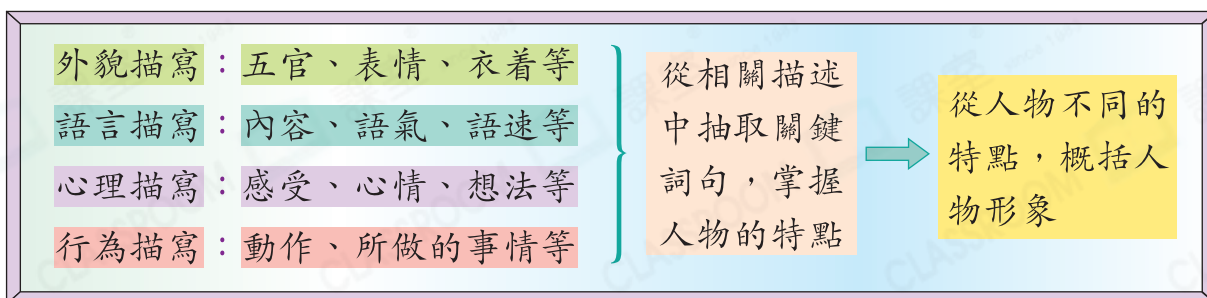 外貌描寫：五官、表情、衣着等
語言描寫：內容、語氣、語速等
心理描寫：感受、心情、想法等
行為描寫：動作、所做的事情等
從相關描述
中抽取關鍵
詞句，掌握
人物的特點
從人物不同的
特點，概括人
物形象